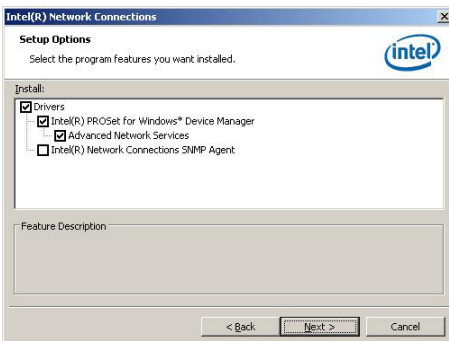 Intel(R) Network Connections
Setup Options
Select the program features you want installed.
intel
Install:
Drivers
Intel(R) PROSet for Windows* Device Manager
Advanced Network Services
Intel(R) Network Connections SNMP Agent
Feature Description
< Back
Next >
Cancel